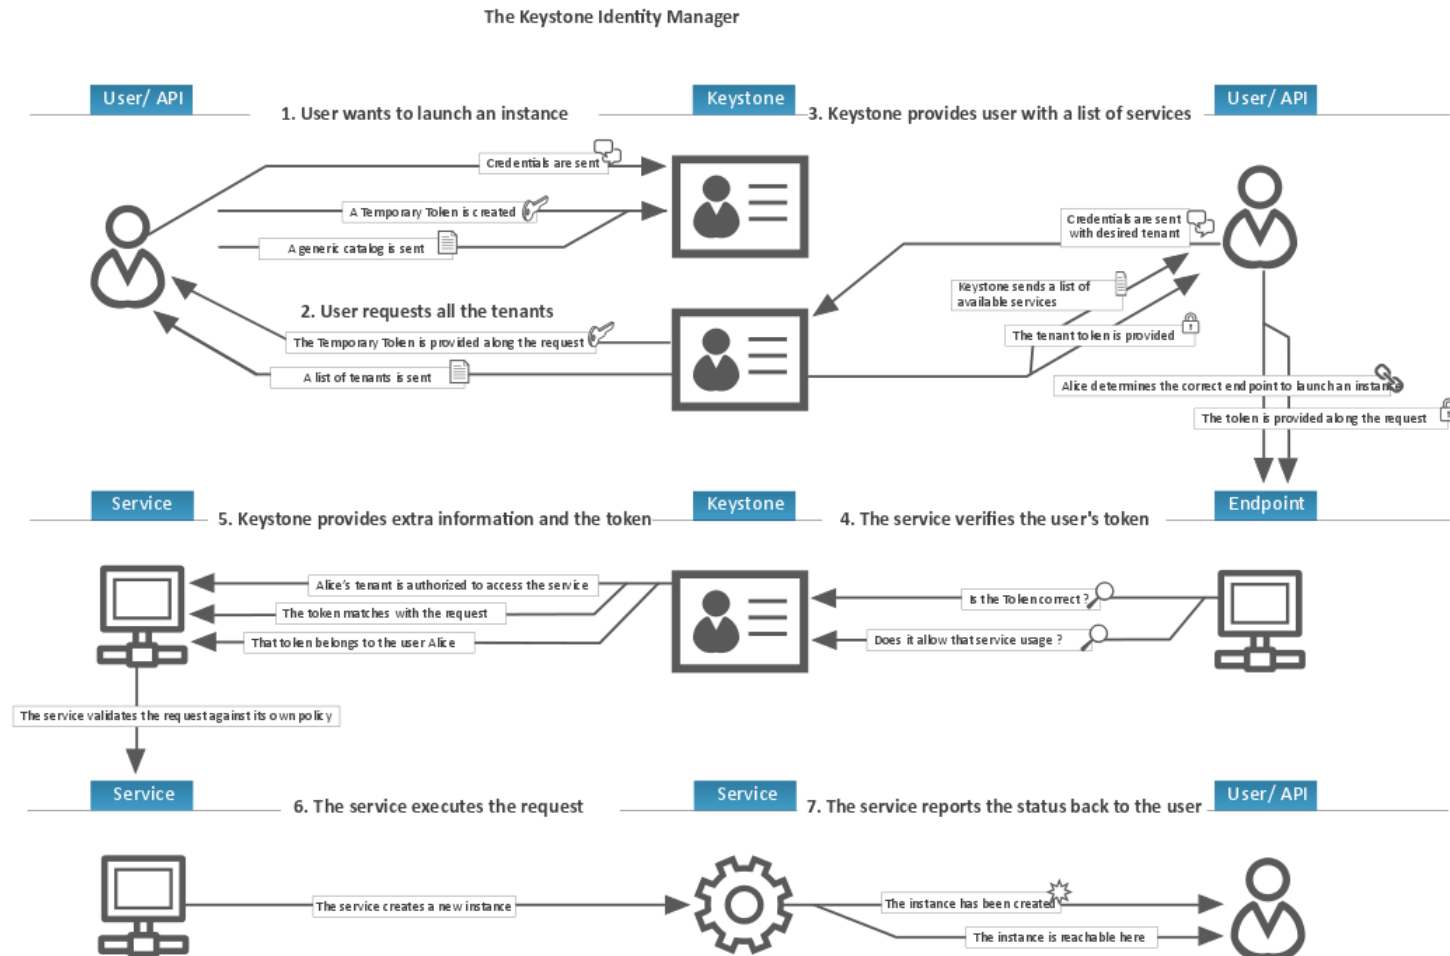 The Keystone Identity Manager
User/ API
1. User wants to launch an instance
Keystone
3. Keystone provides user with a list of services
User/ API
Credentials are sent
A Temporary Token is created
A generic catalog is sent
Credentials are sent
with desired tenant
Keystone sends a list of
available services
The tenant token is provided
2. User requests all the tenants
The Temporary Token is provided along the request
A list of tenants is sent
Alice determines the correct endpoint to launch an instance
The token is provided along the request
Service
5. Keystone provides extra information and the token
Keystone
4. The service verifies the user's token
Endpoint
Alice's tenant is authorized to access the service
The token matches with the request
That token belongs to the user Alice
Is the Token correct ?
Does it allow that service usage ?
The service validates the request against its own policy
Service
6. The service executes the request
Service
7. The service reports the status back to the user
User/ API
The service creates a new instance
The instance has been created
The instance is reachable here